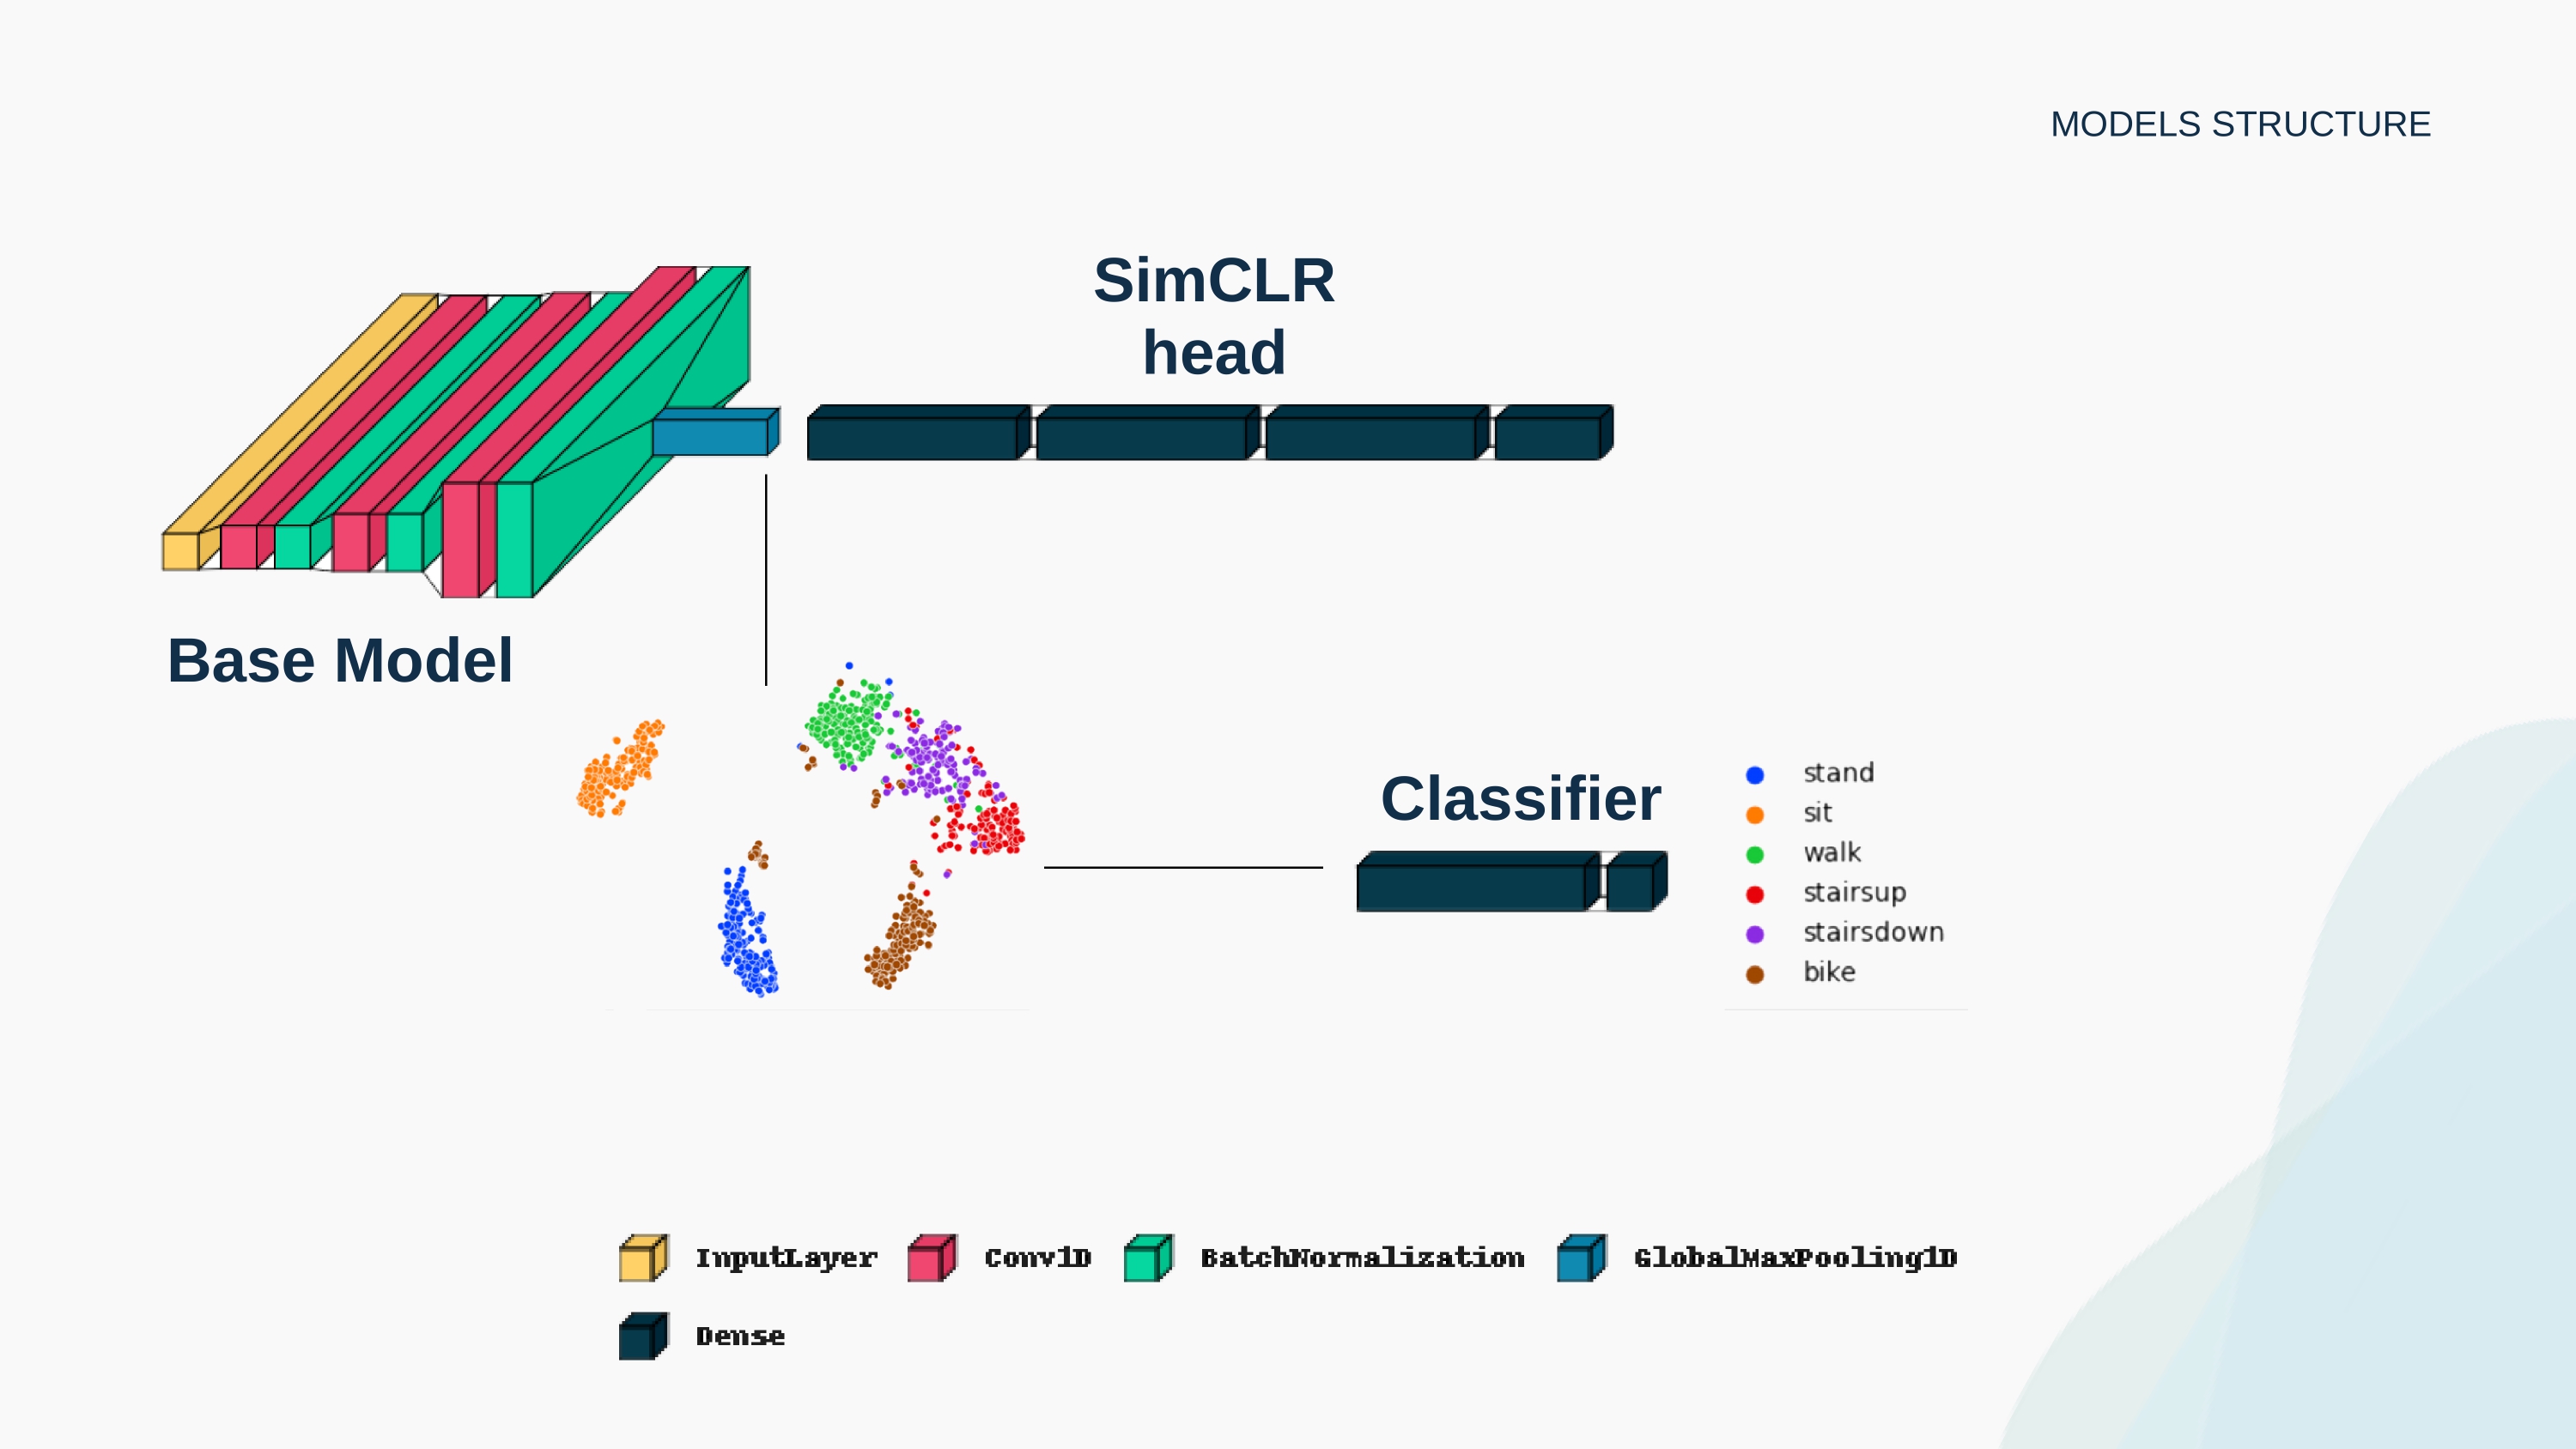 MODELS STRUCTURE
SimCLR
head
Base Model
Classifier
stand
sit
walk
stairsup
stairsdown
bike
InputLayer
Conv1D
BatchNormalization
GlobalMaxPooling1D
Dense